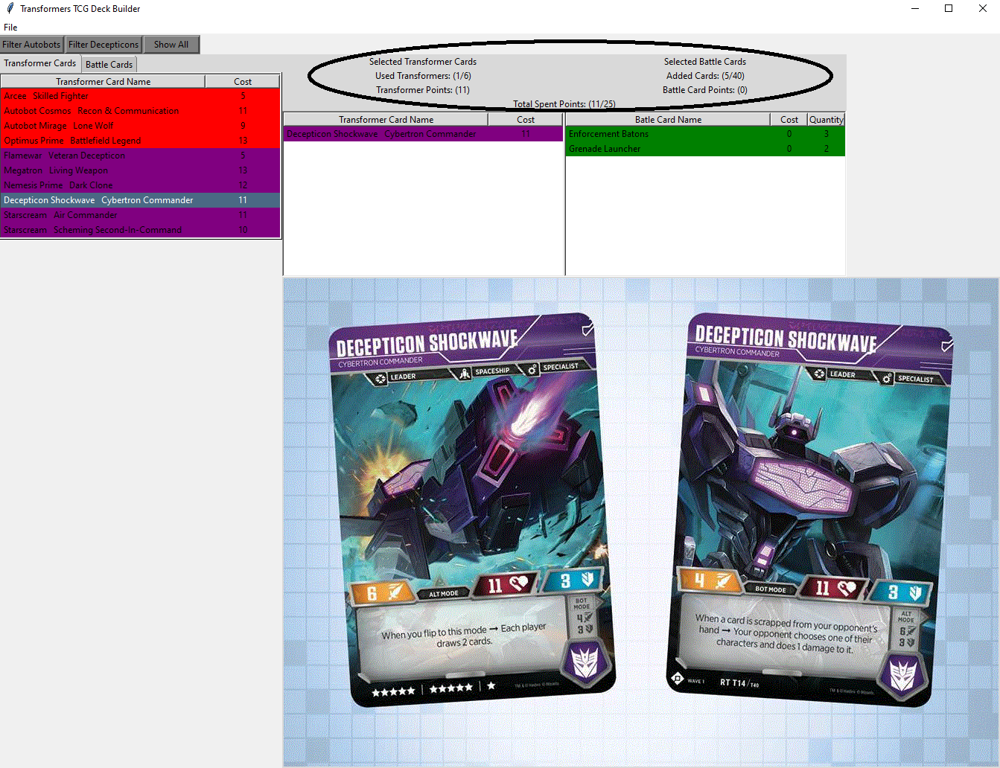 Transformers TCG Deck Builder
File
Filter Autobots Filter Decepticons Show All
Transformer Cards Battle Cards
Transformer Card Name Cost
Arcee Skilled Fighter 5
Autobot Cosmos Recon & Communication 11
Autobot Mirage Lone Wolf 9
Optimus Prime Battlefield Legend 13
Flamewar Veteran Decepticon 5
Megatron Living Weapon 13
Nemesis Prime Dark Clone 12
Decepticon Shockwave Cybertron Commander 11
Starscream Air Commander 11
Starscream Scheming Second-In-Command 10
Selected Transformer Cards
Used Transformers: (1/6)
Transformer Points: (11)
Selected Battle Cards
Added Cards: (5/40)
Battle Card Points: (0)
Total Spent Points: (11/25)
Transformer Card Name Cost
Decepticon Shockwave Cybertron Commander 11
Batle Card Name Cost Quantity
Enforcement Batons 0 3
Grenade Launcher 0 2
DECEPTICON SHOCKWAVE
CYBERTRON COMMANDER
LEADER SPACESHIP SPECIALIST
6 ALT MODE 11 3
BOT
MODE
4
3
When you flip to this mode → Each player
draws 2 cards.
TM & © Hasbro © Wizards
DECEPTICON SHOCKWAVE
CYBERTRON COMMANDER
LEADER SPECIALIST
4 BOT MODE 11 3
ALT
MODE
6
3
When a card is scrapped from your opponent's
hand → Your opponent chooses one of their
characters and does 1 damage to it.
WAVE 1 RT T14/T40
TM & © Hasbro © Wizards